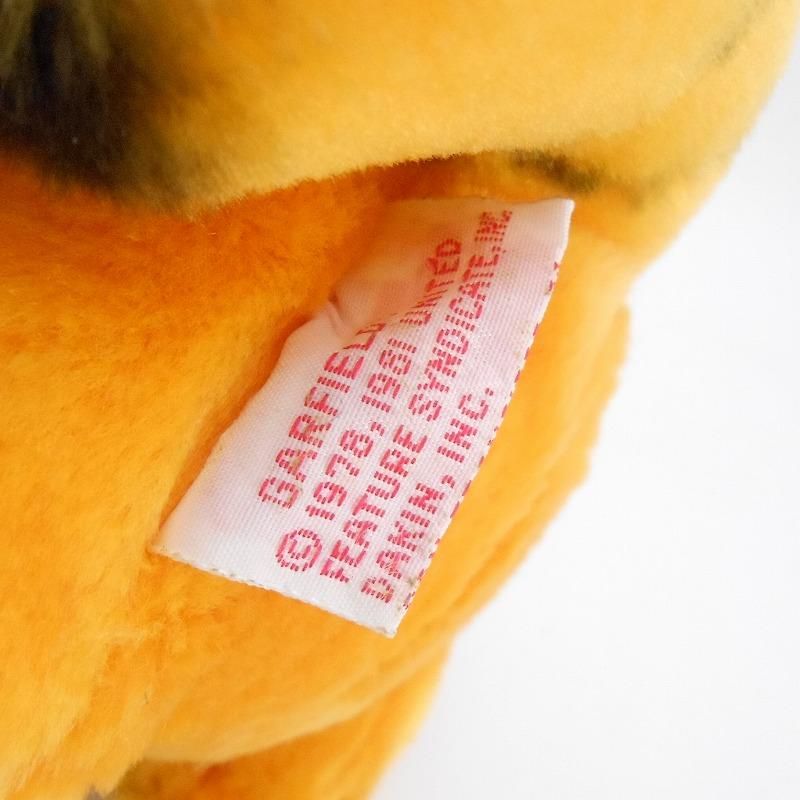 GARFIELD
© 1978, 1981 UNITED
FEATURE SYNDICATE, INC.
DAKIN, INC.